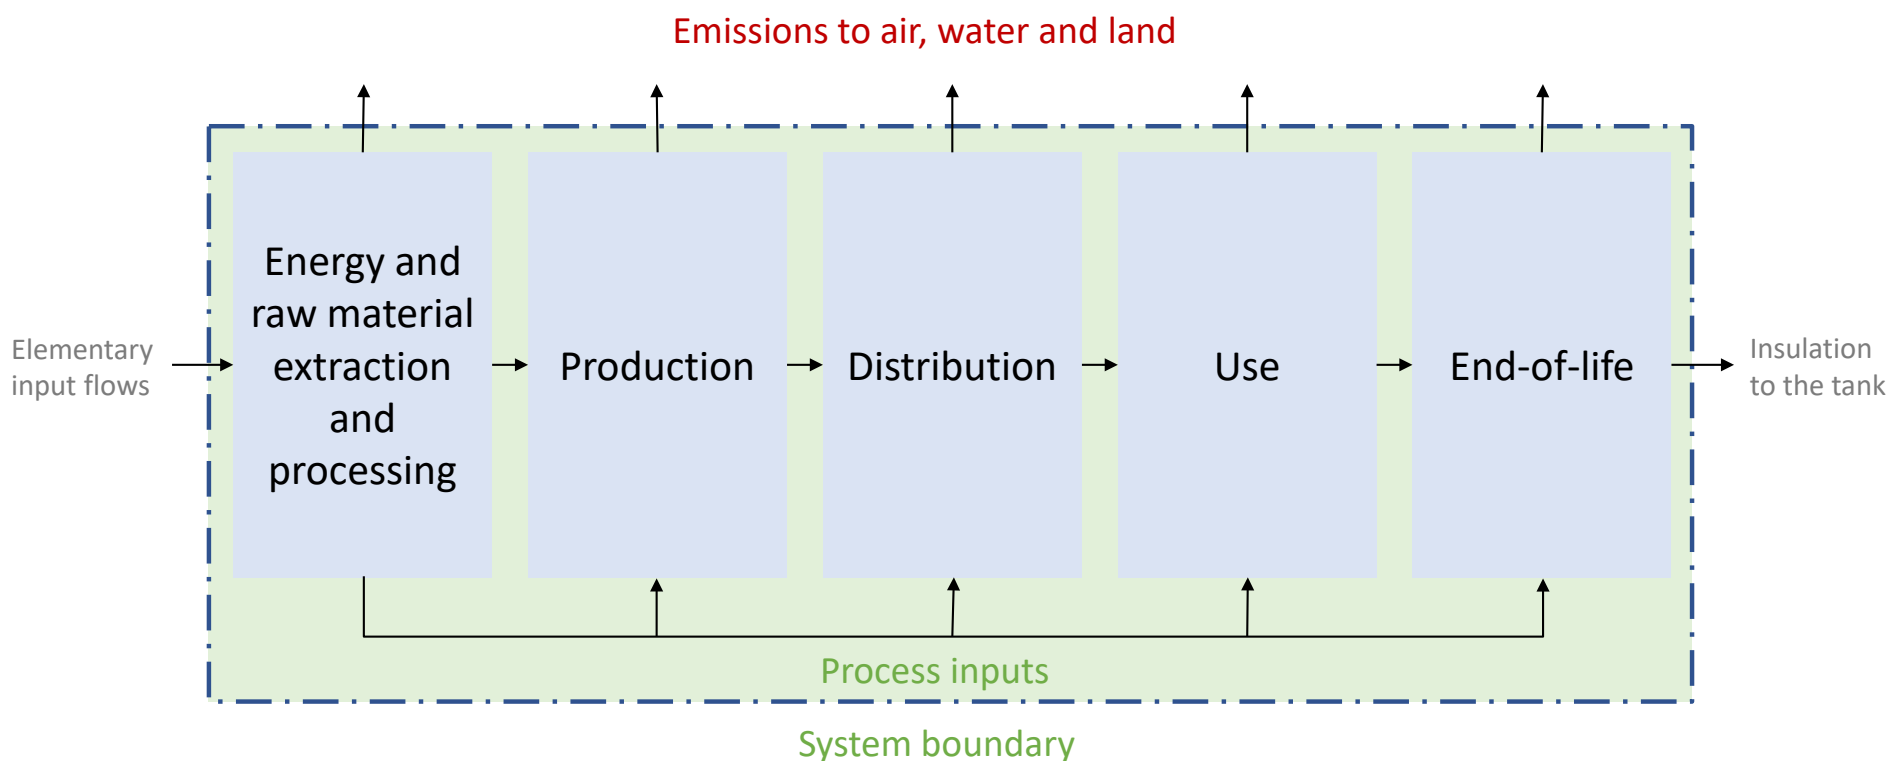 Emissions to air, water and land
Elementary
input flows
Energy and
raw material
extraction
and
processing
Production
Distribution
Use
End-of-life
Insulation
to the tank
Process inputs
System boundary